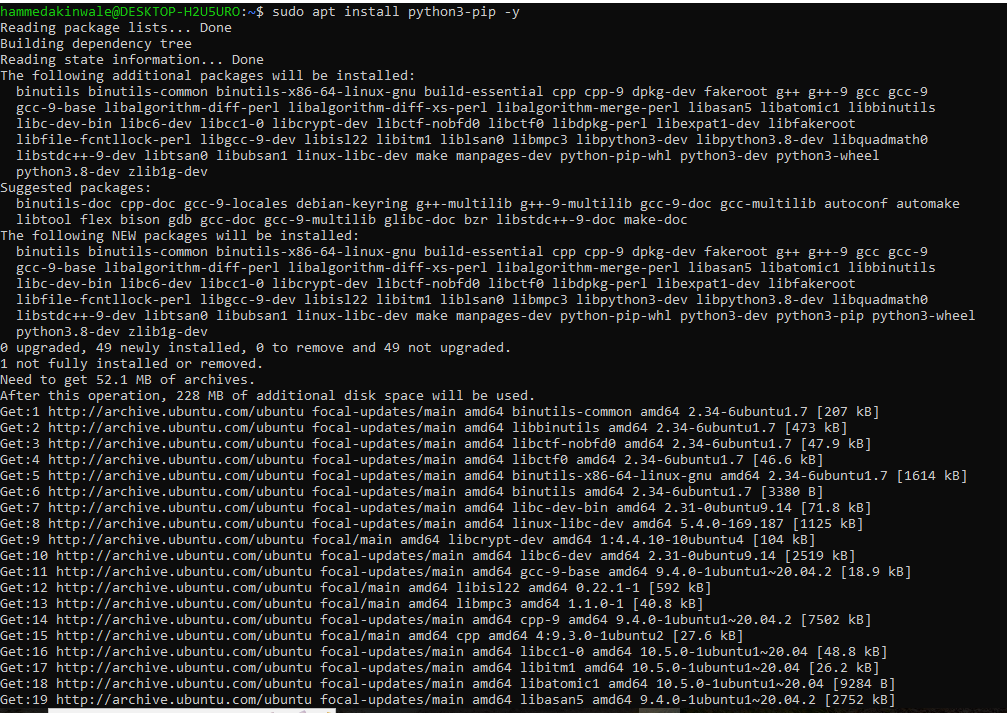 hammedakinwale@DESKTOP-H2U5URO:~$ sudo apt install python3-pip -y
Reading package lists... Done
Building dependency tree
Reading state information... Done
The following additional packages will be installed:
  binutils binutils-common binutils-x86-64-linux-gnu build-essential cpp cpp-9 dpkg-dev fakeroot g++ g++-9 gcc gcc-9
  gcc-9-base libalgorithm-diff-perl libalgorithm-diff-xs-perl libalgorithm-merge-perl libasan5 libatomic1 libbinutils
  libc-dev-bin libc6-dev libcc1-0 libcrypt-dev libctf-nobfd0 libctf0 libdpkg-perl libexpat1-dev libfakeroot
  libfile-fcntllock-perl libgcc-9-dev libisl22 libitm1 liblsan0 libmpc3 libpython3-dev libpython3.8-dev libquadmath0
  libstdc++-9-dev libtsan0 libubsan1 linux-libc-dev make manpages-dev python-pip-whl python3-dev python3-wheel
  python3.8-dev zlib1g-dev
Suggested packages:
  binutils-doc cpp-doc gcc-9-locales debian-keyring g++-multilib g++-9-multilib gcc-9-doc gcc-multilib autoconf automake
  libtool flex bison gdb gcc-doc gcc-9-multilib glibc-doc bzr libstdc++-9-doc make-doc
The following NEW packages will be installed:
  binutils binutils-common binutils-x86-64-linux-gnu build-essential cpp cpp-9 dpkg-dev fakeroot g++ g++-9 gcc gcc-9
  gcc-9-base libalgorithm-diff-perl libalgorithm-diff-xs-perl libalgorithm-merge-perl libasan5 libatomic1 libbinutils
  libc-dev-bin libc6-dev libcc1-0 libcrypt-dev libctf-nobfd0 libctf0 libdpkg-perl libexpat1-dev libfakeroot
  libfile-fcntllock-perl libgcc-9-dev libisl22 libitm1 liblsan0 libmpc3 libpython3-dev libpython3.8-dev libquadmath0
  libstdc++-9-dev libtsan0 libubsan1 linux-libc-dev make manpages-dev python-pip-whl python3-dev python3-pip python3-wheel
  python3.8-dev zlib1g-dev
0 upgraded, 49 newly installed, 0 to remove and 49 not upgraded.
1 not fully installed or removed.
Need to get 52.1 MB of archives.
After this operation, 228 MB of additional disk space will be used.
Get:1 http://archive.ubuntu.com/ubuntu focal-updates/main amd64 binutils-common amd64 2.34-6ubuntu1.7 [207 kB]
Get:2 http://archive.ubuntu.com/ubuntu focal-updates/main amd64 libbinutils amd64 2.34-6ubuntu1.7 [473 kB]
Get:3 http://archive.ubuntu.com/ubuntu focal-updates/main amd64 libctf-nobfd0 amd64 2.34-6ubuntu1.7 [47.9 kB]
Get:4 http://archive.ubuntu.com/ubuntu focal-updates/main amd64 libctf0 amd64 2.34-6ubuntu1.7 [46.6 kB]
Get:5 http://archive.ubuntu.com/ubuntu focal-updates/main amd64 binutils-x86-64-linux-gnu amd64 2.34-6ubuntu1.7 [1614 kB]
Get:6 http://archive.ubuntu.com/ubuntu focal-updates/main amd64 binutils amd64 2.34-6ubuntu1.7 [3380 B]
Get:7 http://archive.ubuntu.com/ubuntu focal-updates/main amd64 libc-dev-bin amd64 2.31-0ubuntu9.14 [71.8 kB]
Get:8 http://archive.ubuntu.com/ubuntu focal-updates/main amd64 linux-libc-dev amd64 5.4.0-169.187 [1125 kB]
Get:9 http://archive.ubuntu.com/ubuntu focal/main amd64 libcrypt-dev amd64 1:4.4.10-10ubuntu4 [104 kB]
Get:10 http://archive.ubuntu.com/ubuntu focal-updates/main amd64 libc6-dev amd64 2.31-0ubuntu9.14 [2519 kB]
Get:11 http://archive.ubuntu.com/ubuntu focal-updates/main amd64 gcc-9-base amd64 9.4.0-1ubuntu1~20.04.2 [18.9 kB]
Get:12 http://archive.ubuntu.com/ubuntu focal/main amd64 libisl22 amd64 0.22.1-1 [592 kB]
Get:13 http://archive.ubuntu.com/ubuntu focal/main amd64 libmpc3 amd64 1.1.0-1 [40.8 kB]
Get:14 http://archive.ubuntu.com/ubuntu focal-updates/main amd64 cpp-9 amd64 9.4.0-1ubuntu1~20.04.2 [7502 kB]
Get:15 http://archive.ubuntu.com/ubuntu focal/main amd64 cpp amd64 4:9.3.0-1ubuntu2 [27.6 kB]
Get:16 http://archive.ubuntu.com/ubuntu focal-updates/main amd64 libcc1-0 amd64 10.5.0-1ubuntu1~20.04 [48.8 kB]
Get:17 http://archive.ubuntu.com/ubuntu focal-updates/main amd64 libitm1 amd64 10.5.0-1ubuntu1~20.04 [26.2 kB]
Get:18 http://archive.ubuntu.com/ubuntu focal-updates/main amd64 libatomic1 amd64 10.5.0-1ubuntu1~20.04 [9284 B]
Get:19 http://archive.ubuntu.com/ubuntu focal-updates/main amd64 libasan5 amd64 9.4.0-1ubuntu1~20.04.2 [2752 kB]